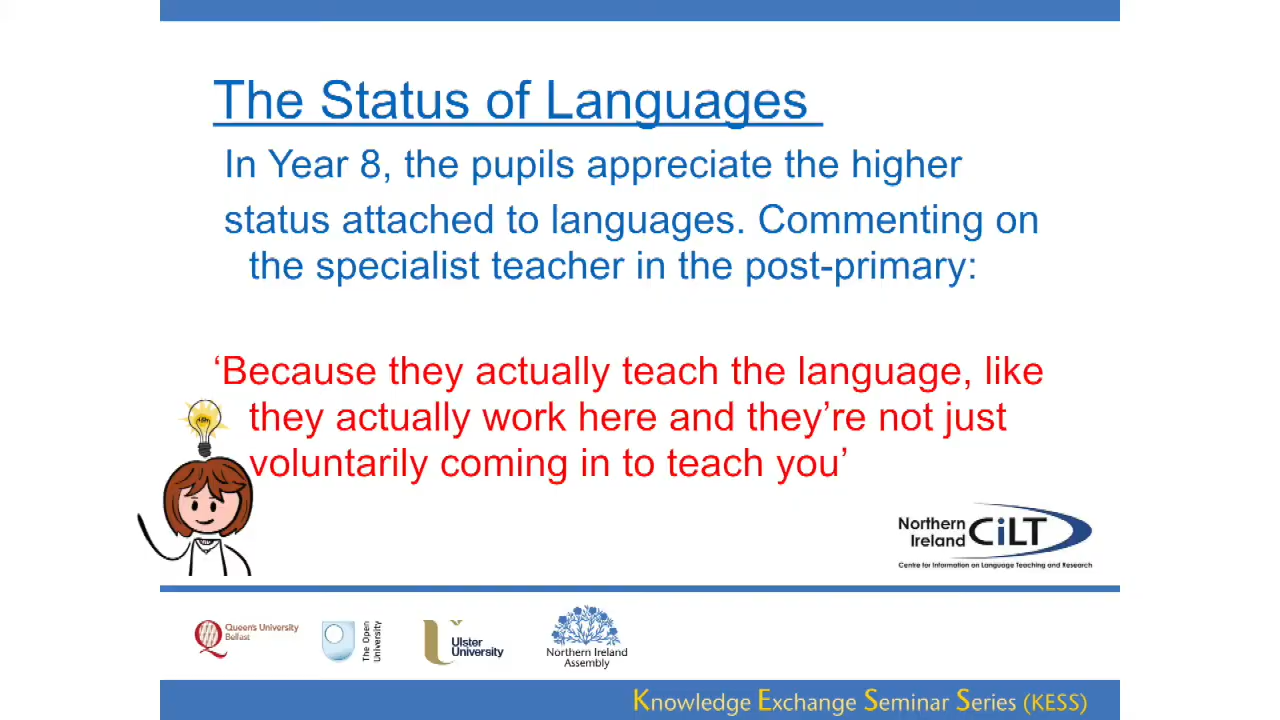 The Status of Languages
In Year 8, the pupils appreciate the higher
status attached to languages. Commenting on
the specialist teacher in the post-primary:
‘Because they actually teach the language, like
they actually work here and they’re not just
voluntarily coming in to teach you’
Northern
Ireland CiLT
Centre for Information on Language Teaching and Research
Queen's University
Belfast
The Open
University
Ulster
University
Northern Ireland
Assembly
Knowledge Exchange Seminar Series (KESS)